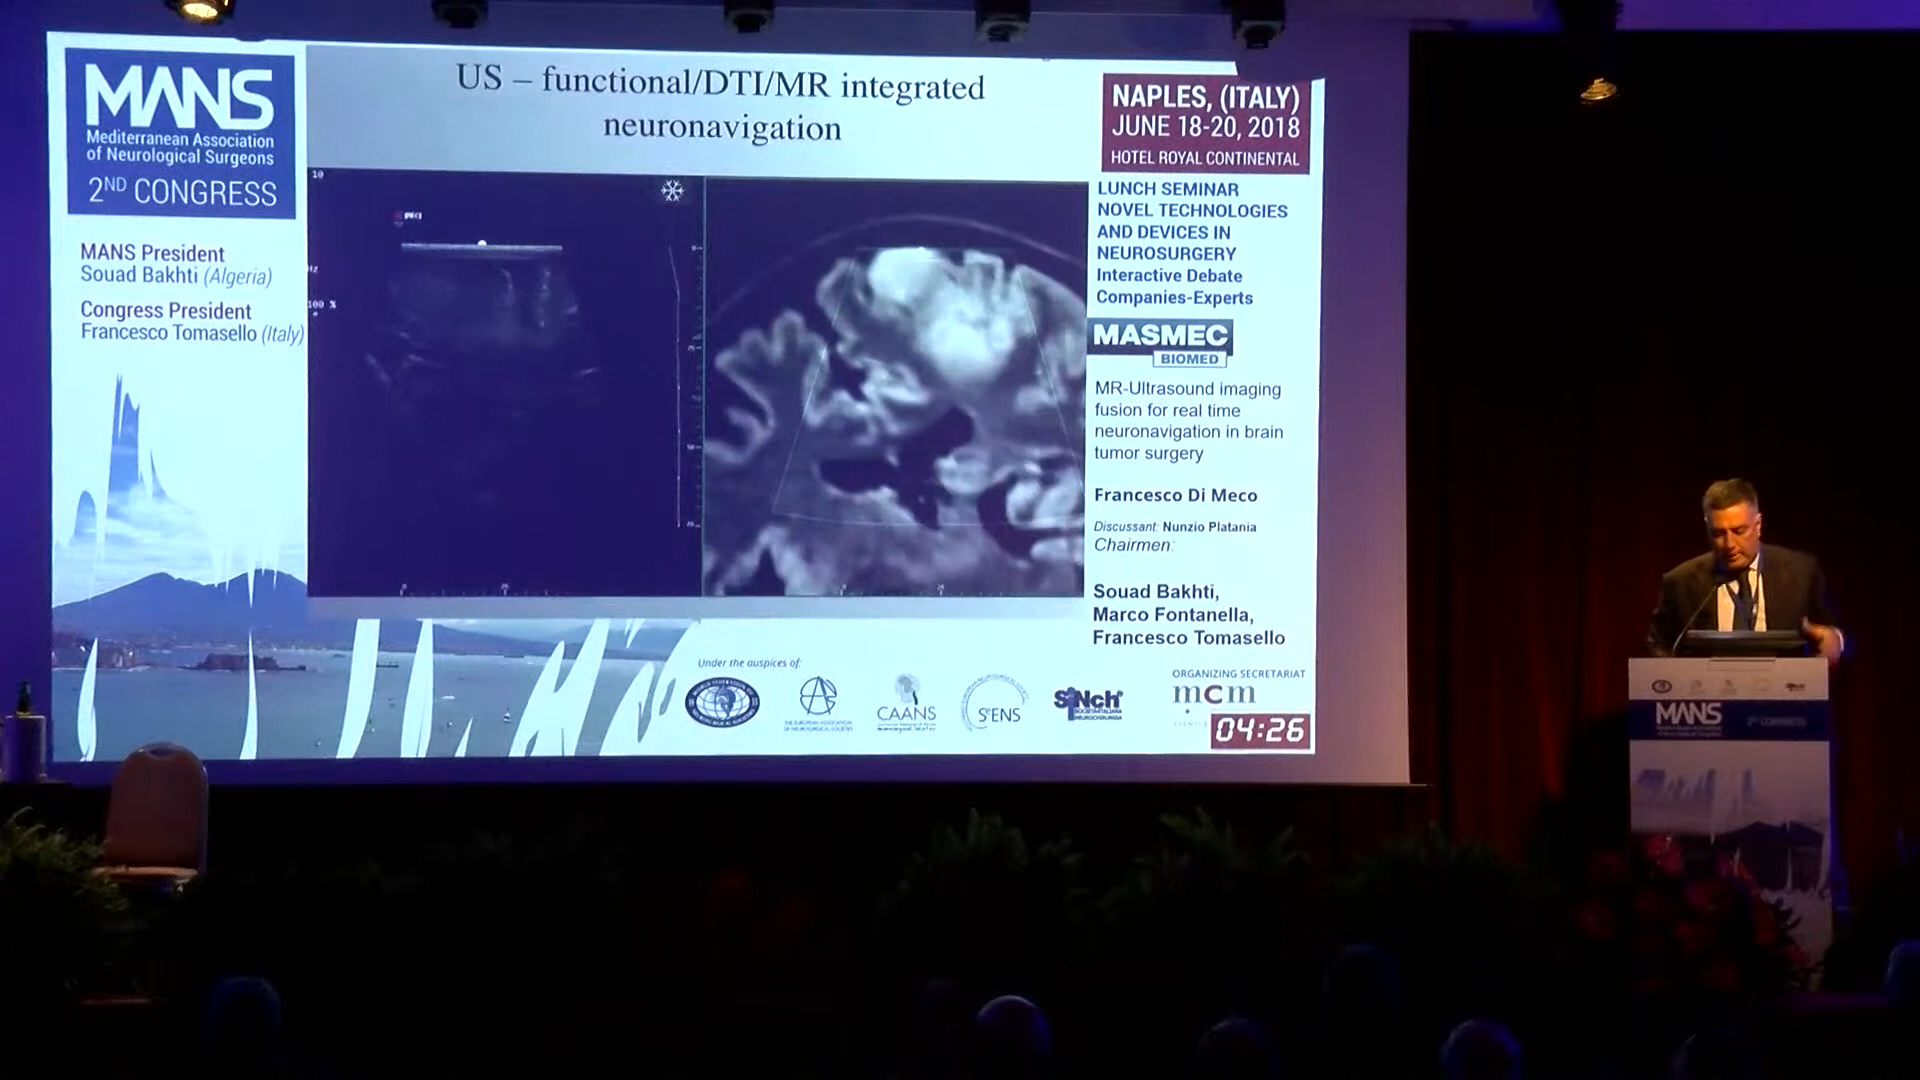 MANS
Mediterranean Association
of Neurological Surgeons
2ND CONGRESS
MANS President
Souad Bakhti (Algeria)
Congress President
Francesco Tomasello (Italy)
US – functional/DTI/MR integrated
neuronavigation
10
100 %
NAPLES, (ITALY)
JUNE 18-20, 2018
HOTEL ROYAL CONTINENTAL
LUNCH SEMINAR
NOVEL TECHNOLOGIES
AND DEVICES IN
NEUROSURGERY
Interactive Debate
Companies-Experts
MASMEC
BIOMED
MR-Ultrasound imaging
fusion for real time
neuronavigation in brain
tumor surgery
Francesco Di Meco
Discussant: Nunzio Platania
Chairmen:
Souad Bakhti,
Marco Fontanella,
Francesco Tomasello
Under the auspices of:
CAANS
SeENS
SiNch
ORGANIZING SECRETARIAT
mcm
04:26
MANS